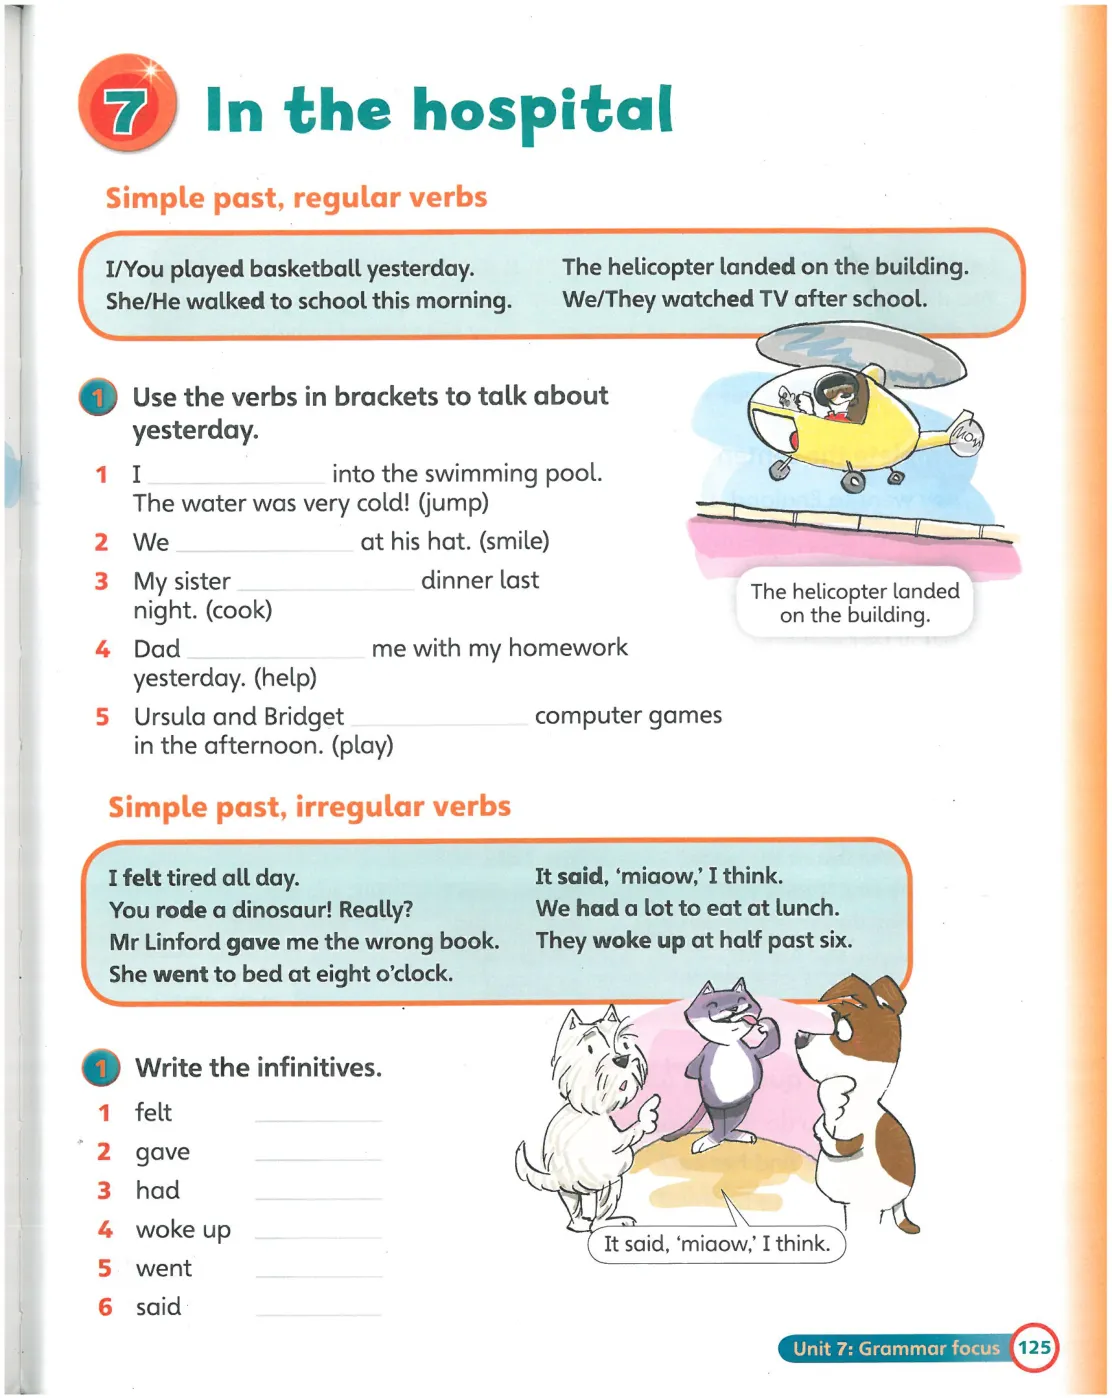 7 In the hospital
Simple past, regular verbs
I/You played basketball yesterday.
She/He walked to school this morning.
The helicopter landed on the building.
We/They watched TV after school.
1 Use the verbs in brackets to talk about
yesterday.
1 I ____________ into the swimming pool.
The water was very cold! (jump)
2 We ____________ at his hat. (smile)
3 My sister ____________ dinner last
night. (cook)
4 Dad ____________ me with my homework
yesterday. (help)
5 Ursula and Bridget ____________ computer games
in the afternoon. (play)
MOM
The helicopter landed
on the building.
Simple past, irregular verbs
I felt tired all day.
You rode a dinosaur! Really?
Mr Linford gave me the wrong book.
She went to bed at eight o'clock.
It said, 'miaow,' I think.
We had a lot to eat at lunch.
They woke up at half past six.
1 Write the infinitives.
1 felt
2 gave
3 had
4 woke up
5 went
6 said
It said, 'miaow,' I think.
Unit 7: Grammar focus 125